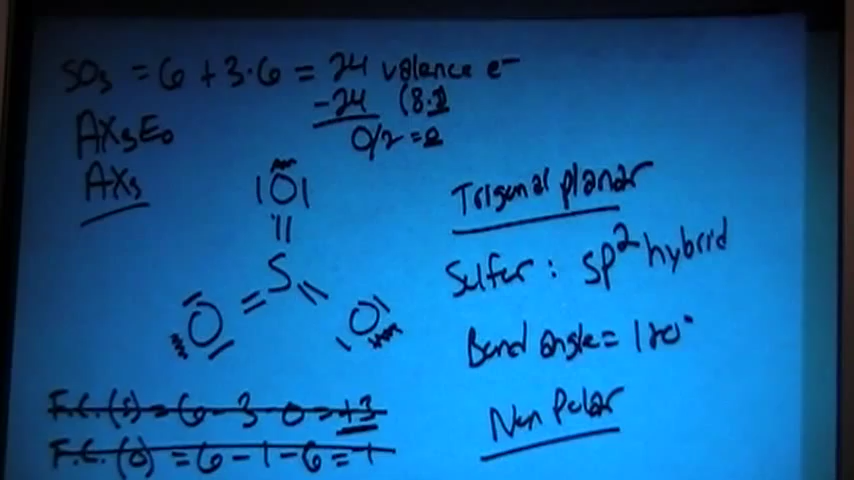 SO3 = 6 + 3·6 = 24 valence e-
-24 (8·3
0/2 = 0
AX3E0
AX3
|O|
S
O
O
Trigonal planar
Sulfur: sp2 hybrid
Bond angle = 120°
Non Polar
F.C.(S) = 6 - 3 - 0 = +3
F.C.(O) = 6 - 1 - 6 = -1